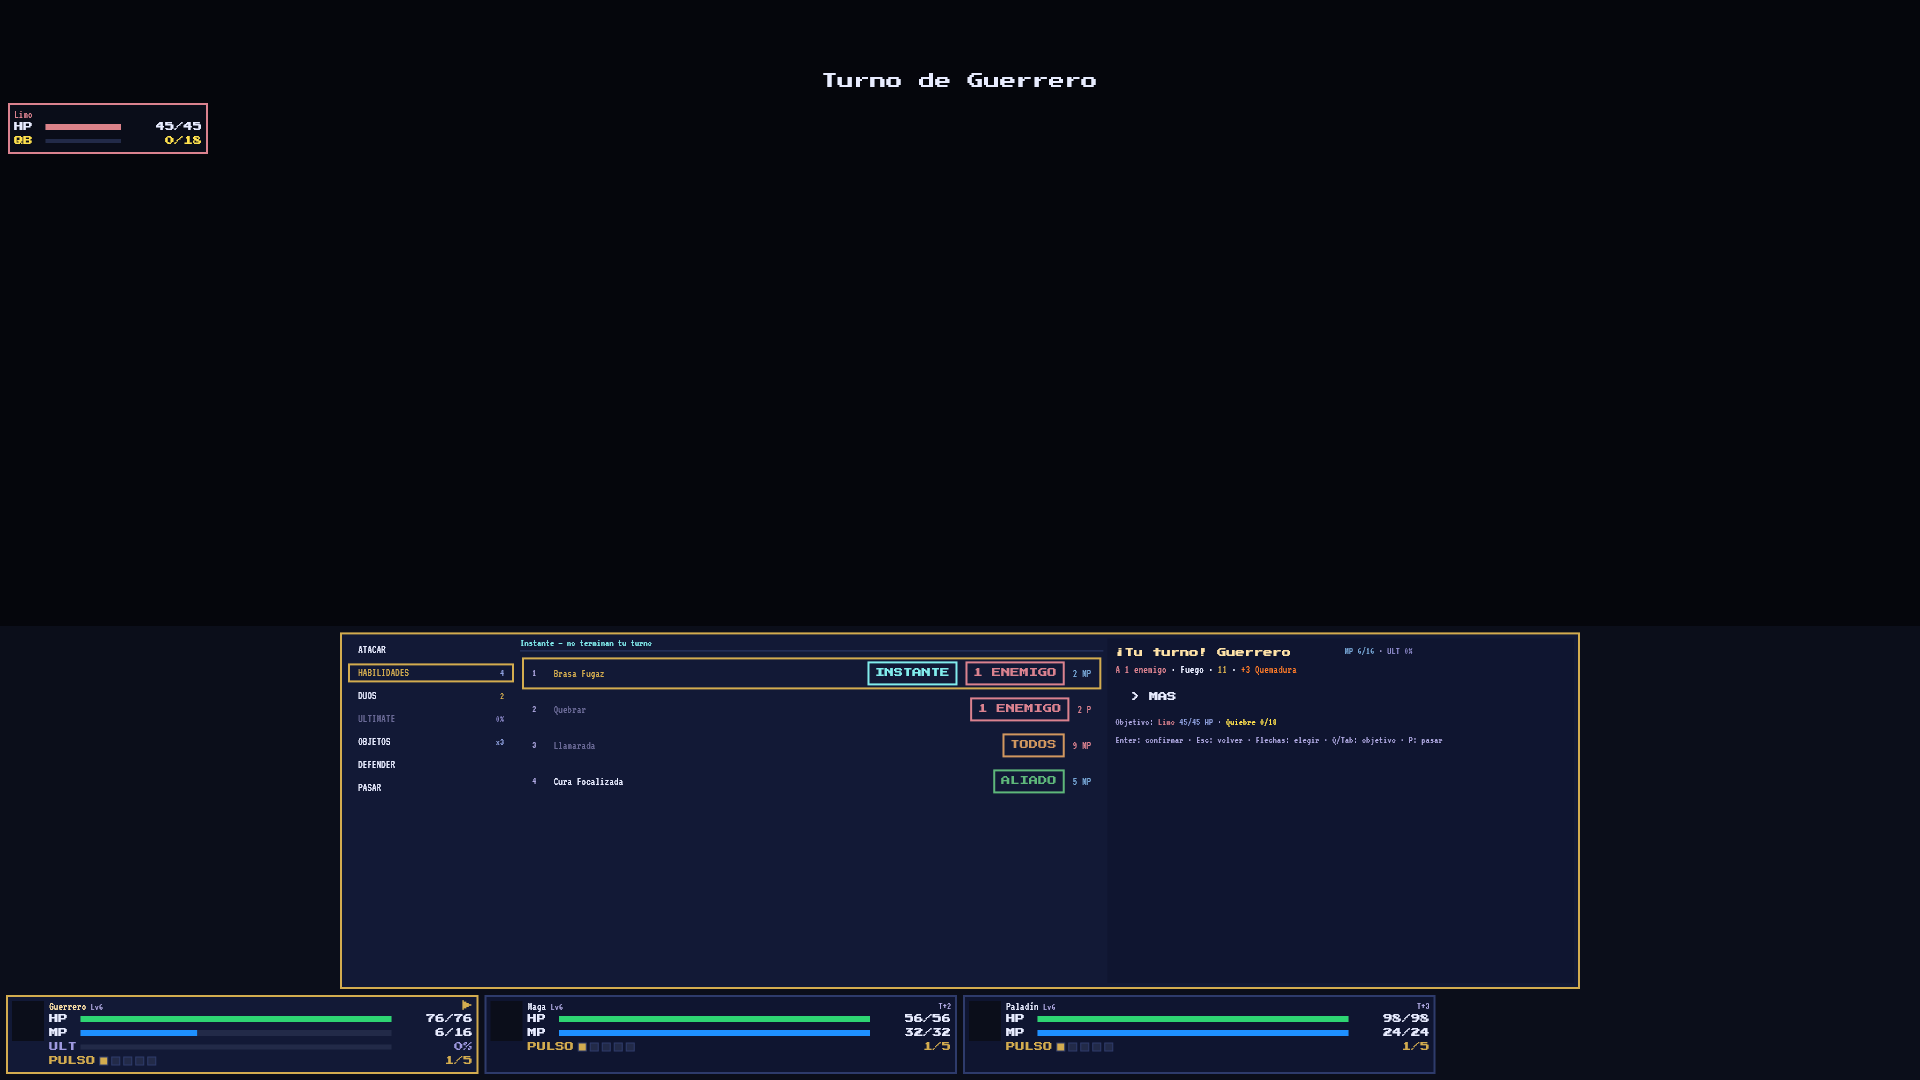 Turno de Guerrero
Limo
HP 45/45
QB 0/18
ATACAR
HABILIDADES 4
DUOS 2
ULTIMATE 0%
OBJETOS x3
DEFENDER
PASAR
Instante — no terminan tu turno
1 Brasa Fugaz INSTANTE 1 ENEMIGO 2 MP
2 Quebrar 1 ENEMIGO 2 P
3 Llamarada TODOS 9 MP
4 Cura Focalizada ALIADO 5 MP
¡Tu turno! Guerrero MP 6/16 · ULT 0%
A 1 enemigo · Fuego · 11 · +3 Quemadura
> MAS
Objetivo: Limo 45/45 HP · Quiebre 0/18
Enter: confirmar · Esc: volver · Flechas: elegir · Q/Tab: objetivo · P: pasar
Guerrero Lv6
HP 76/76
MP 6/16
ULT 0%
PULSO 1/5
Maga Lv6 T+2
HP 56/56
MP 32/32
PULSO 1/5
Paladin Lv6 T+3
HP 98/98
MP 24/24
PULSO 1/5